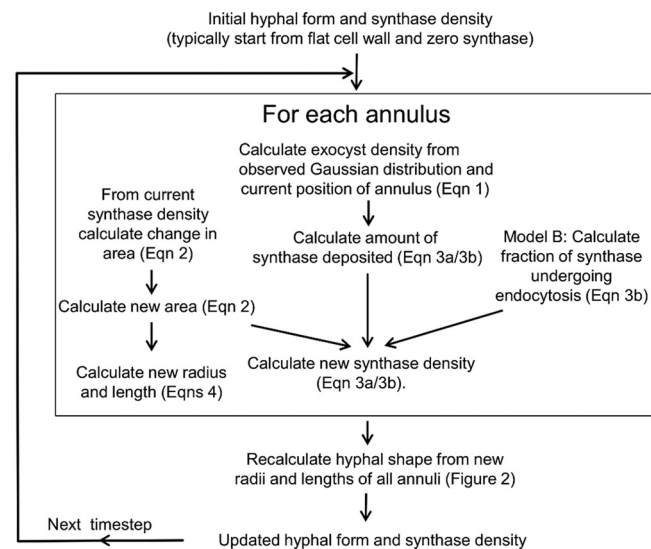 Initial hyphal form and synthase density
(typically start from flat cell wall and zero synthase)
For each annulus
Calculate exocyst density from
observed Gaussian distribution and
current position of annulus (Eqn 1)
From current
synthase density
calculate change in
area (Eqn 2)
Calculate amount of
synthase deposited (Eqn 3a/3b)
Model B: Calculate
fraction of synthase
undergoing
endocytosis (Eqn 3b)
Calculate new area (Eqn 2)
Calculate new radius
and length (Eqns 4)
Calculate new synthase density
(Eqn 3a/3b).
Recalculate hyphal shape from new
radii and lengths of all annuli (Figure 2)
Next timestep
Updated hyphal form and synthase density